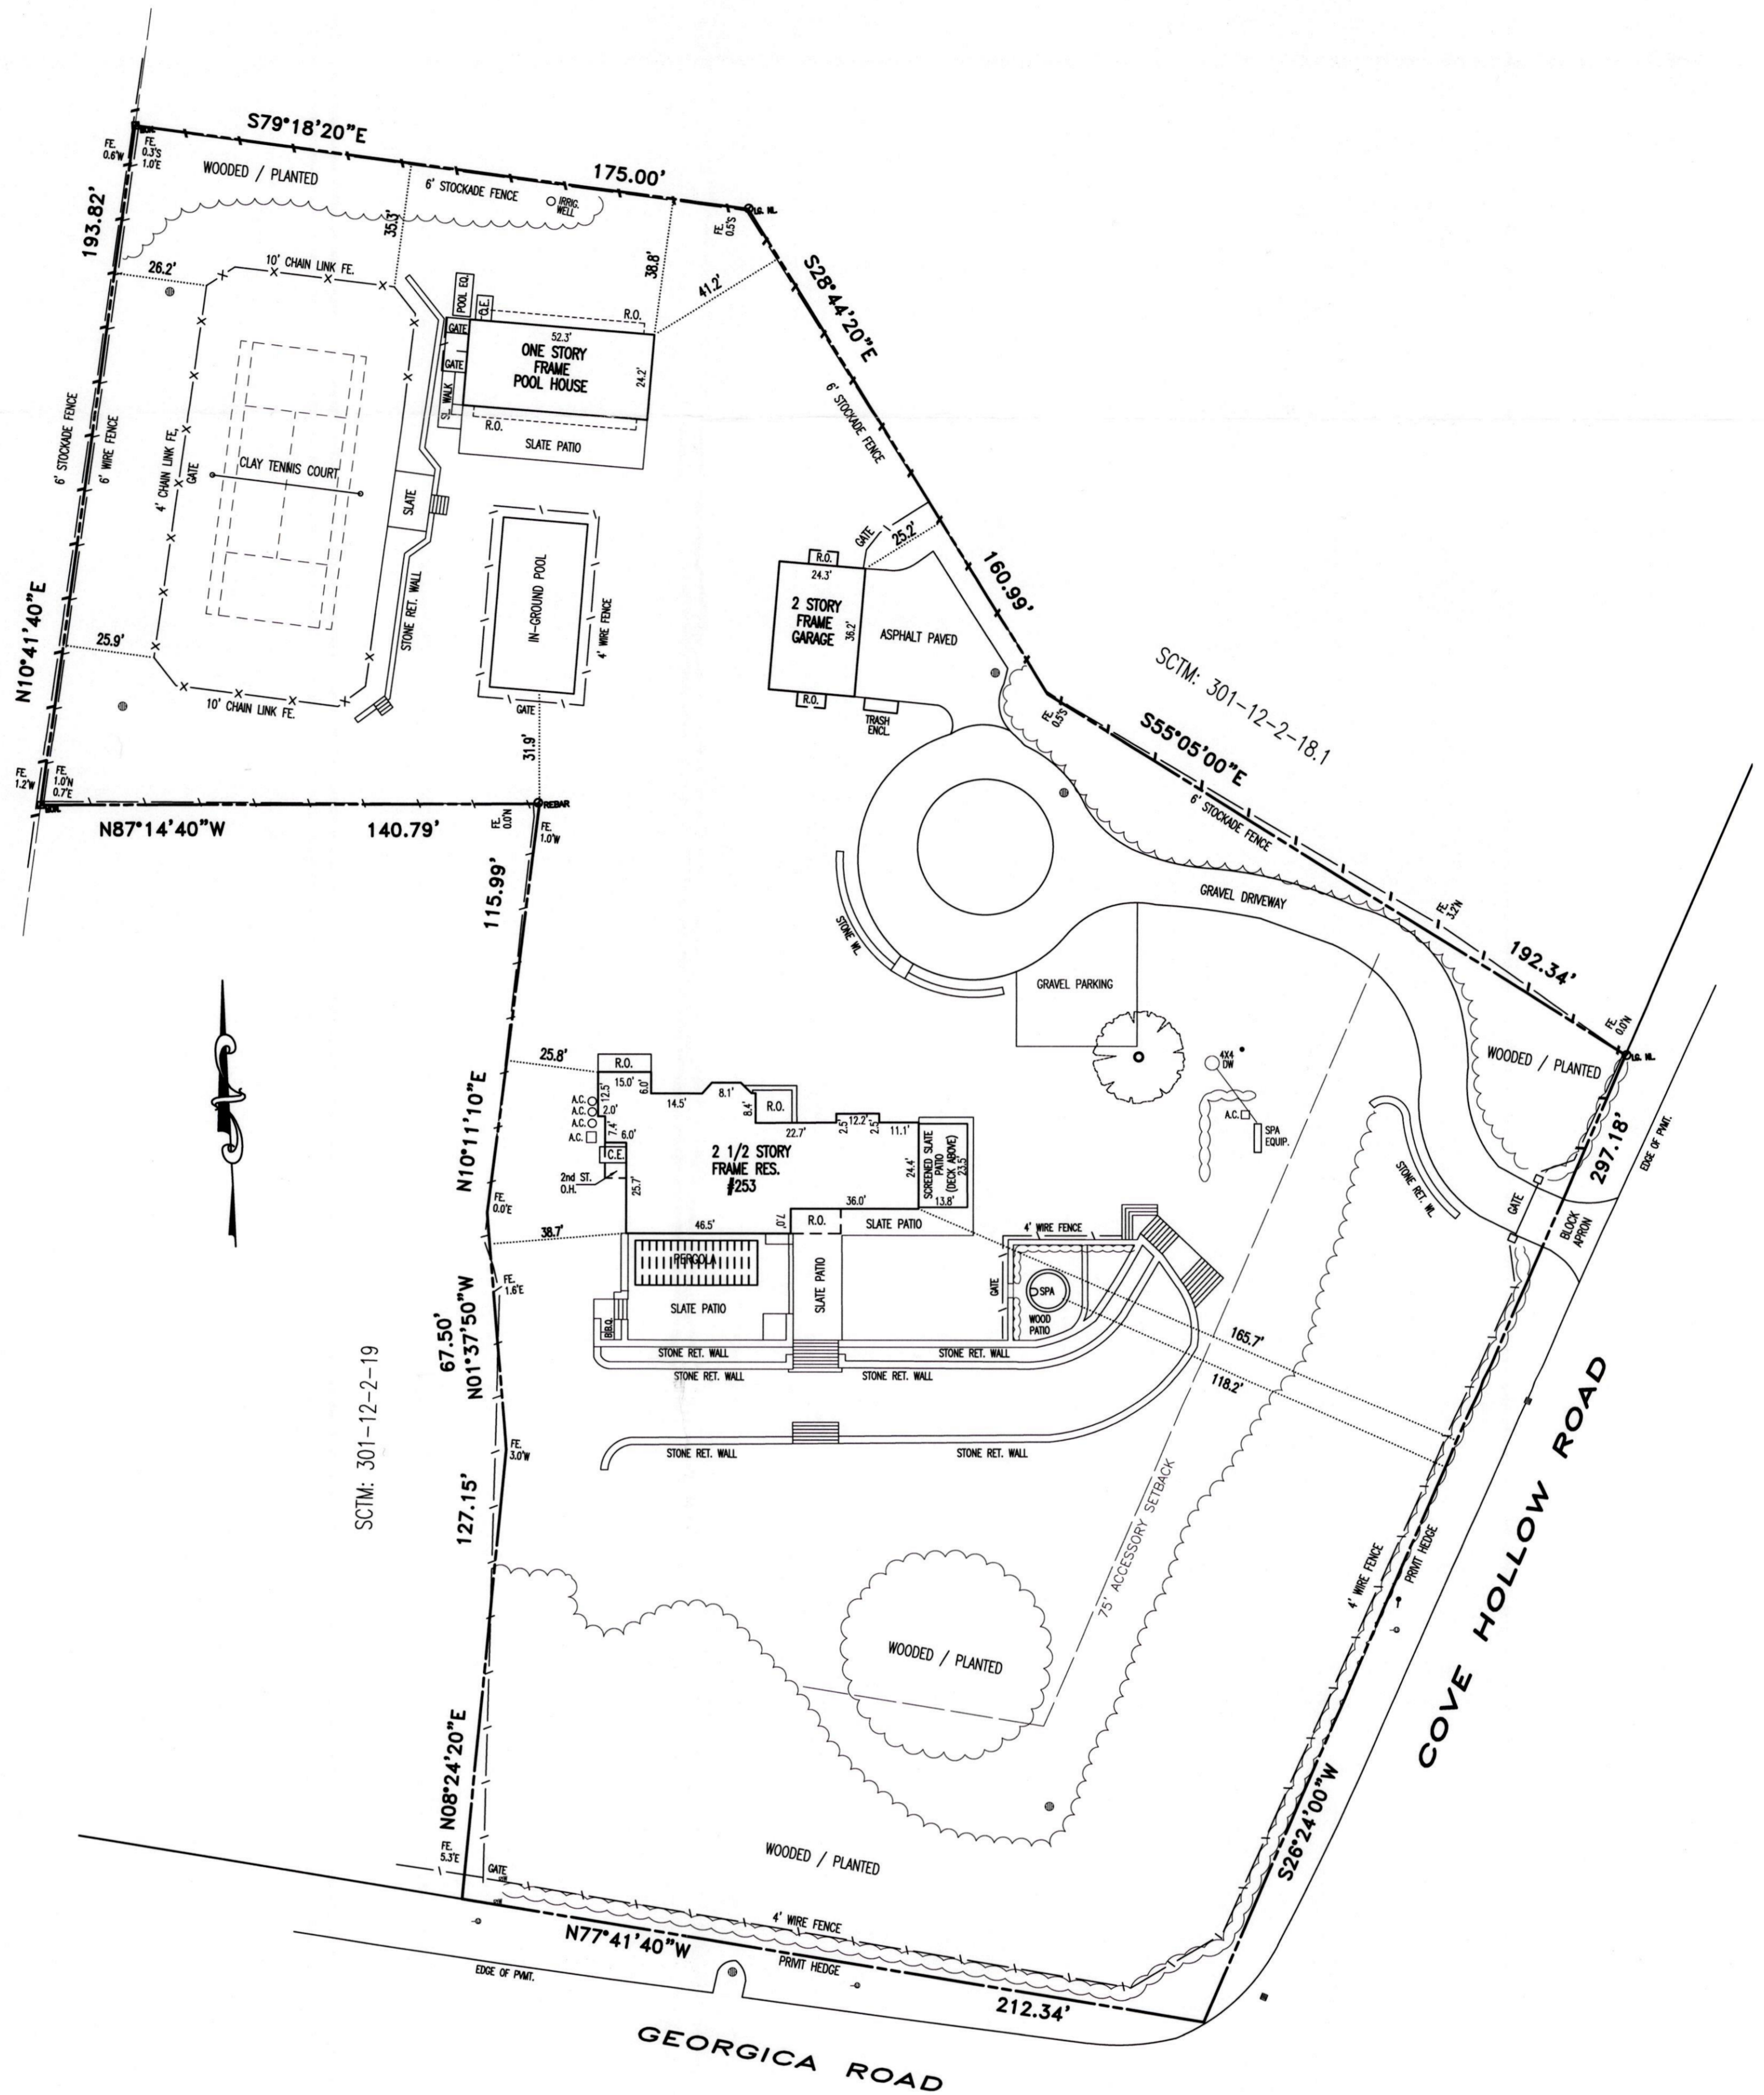 S79°18'20"E
175.00'
FE.
0.6'W
FE.
0.3'S
1.0'E
WOODED / PLANTED
6' STOCKADE FENCE
IRRIG.
WELL
LG. NL.
FE.
0.5'S
193.82'
35.3'
38.8'
41.2'
S28°44'20"E
26.2'
10' CHAIN LINK FE.
POOL EQ.
O.E.
R.O.
GATE
GATE
52.3'
ONE STORY
FRAME
POOL HOUSE
24.2'
SL. WALK
R.O.
SLATE PATIO
6' STOCKADE FENCE
6' STOCKADE FENCE
6' WIRE FENCE
4' CHAIN LINK FE.
GATE
CLAY TENNIS COURT
SLATE
STONE RET. WALL
IN-GROUND POOL
4' WIRE FENCE
GATE
GATE
25.2'
R.O.
24.3'
2 STORY
FRAME
GARAGE
36.2'
ASPHALT PAVED
160.99'
R.O.
TRASH
ENCL.
N10°41'40"E
25.9'
10' CHAIN LINK FE.
31.9'
FE.
0.5'S
SCTM: 301-12-2-18.1
S55°05'00"E
6' STOCKADE FENCE
FE.
1.2'W
FE.
1.0'N
0.7'E
N87°14'40"W
140.79'
FE.
0.0'N
REBAR
FE.
1.0'W
115.99'
STONE WL.
GRAVEL DRIVEWAY
GRAVEL PARKING
FE.
3.2'N
192.34'
FE.
0.0'N
LG. NL.
WOODED / PLANTED
4X4
DW
A.C.
SPA
EQUIP.
STONE RET. WL.
297.18'
EDGE OF PVMT.
GATE
BLOCK
APRON
N10°11'10"E
25.8'
R.O.
15.0'
6.0'
12.5'
A.C.
A.C.
A.C.
A.C.
2.0'
7.4'
6.0'
C.E.
2nd ST.
O.H.
14.5'
8.1'
8.4'
R.O.
22.7'
2.5'
12.2'
2.5'
11.1'
2 1/2 STORY
FRAME RES.
#253
24.4'
SCREENED SLATE
PATIO
(DECK ABOVE)
23.5'
13.8'
25.7'
36.0'
7.0'
R.O.
SLATE PATIO
FE.
0.0'E
38.7'
46.5'
PERGOLA
SLATE PATIO
SLATE PATIO
B.B.Q.
4' WIRE FENCE
GATE
SPA
WOOD
PATIO
FE.
1.6'E
67.50'
N01°37'50"W
STONE RET. WALL
STONE RET. WALL
STONE RET. WALL
STONE RET. WALL
165.7'
118.2'
SCTM: 301-12-2-19
FE.
3.0'W
STONE RET. WALL
STONE RET. WALL
127.15'
75' ACCESSORY SETBACK
4' WIRE FENCE
PRIVIT HEDGE
COVE HOLLOW ROAD
WOODED / PLANTED
N08°24'20"E
S26°24'00"W
FE.
5.3'E
GATE
WOODED / PLANTED
4' WIRE FENCE
N77°41'40"W
PRIVIT HEDGE
EDGE OF PVMT.
212.34'
GEORGICA ROAD